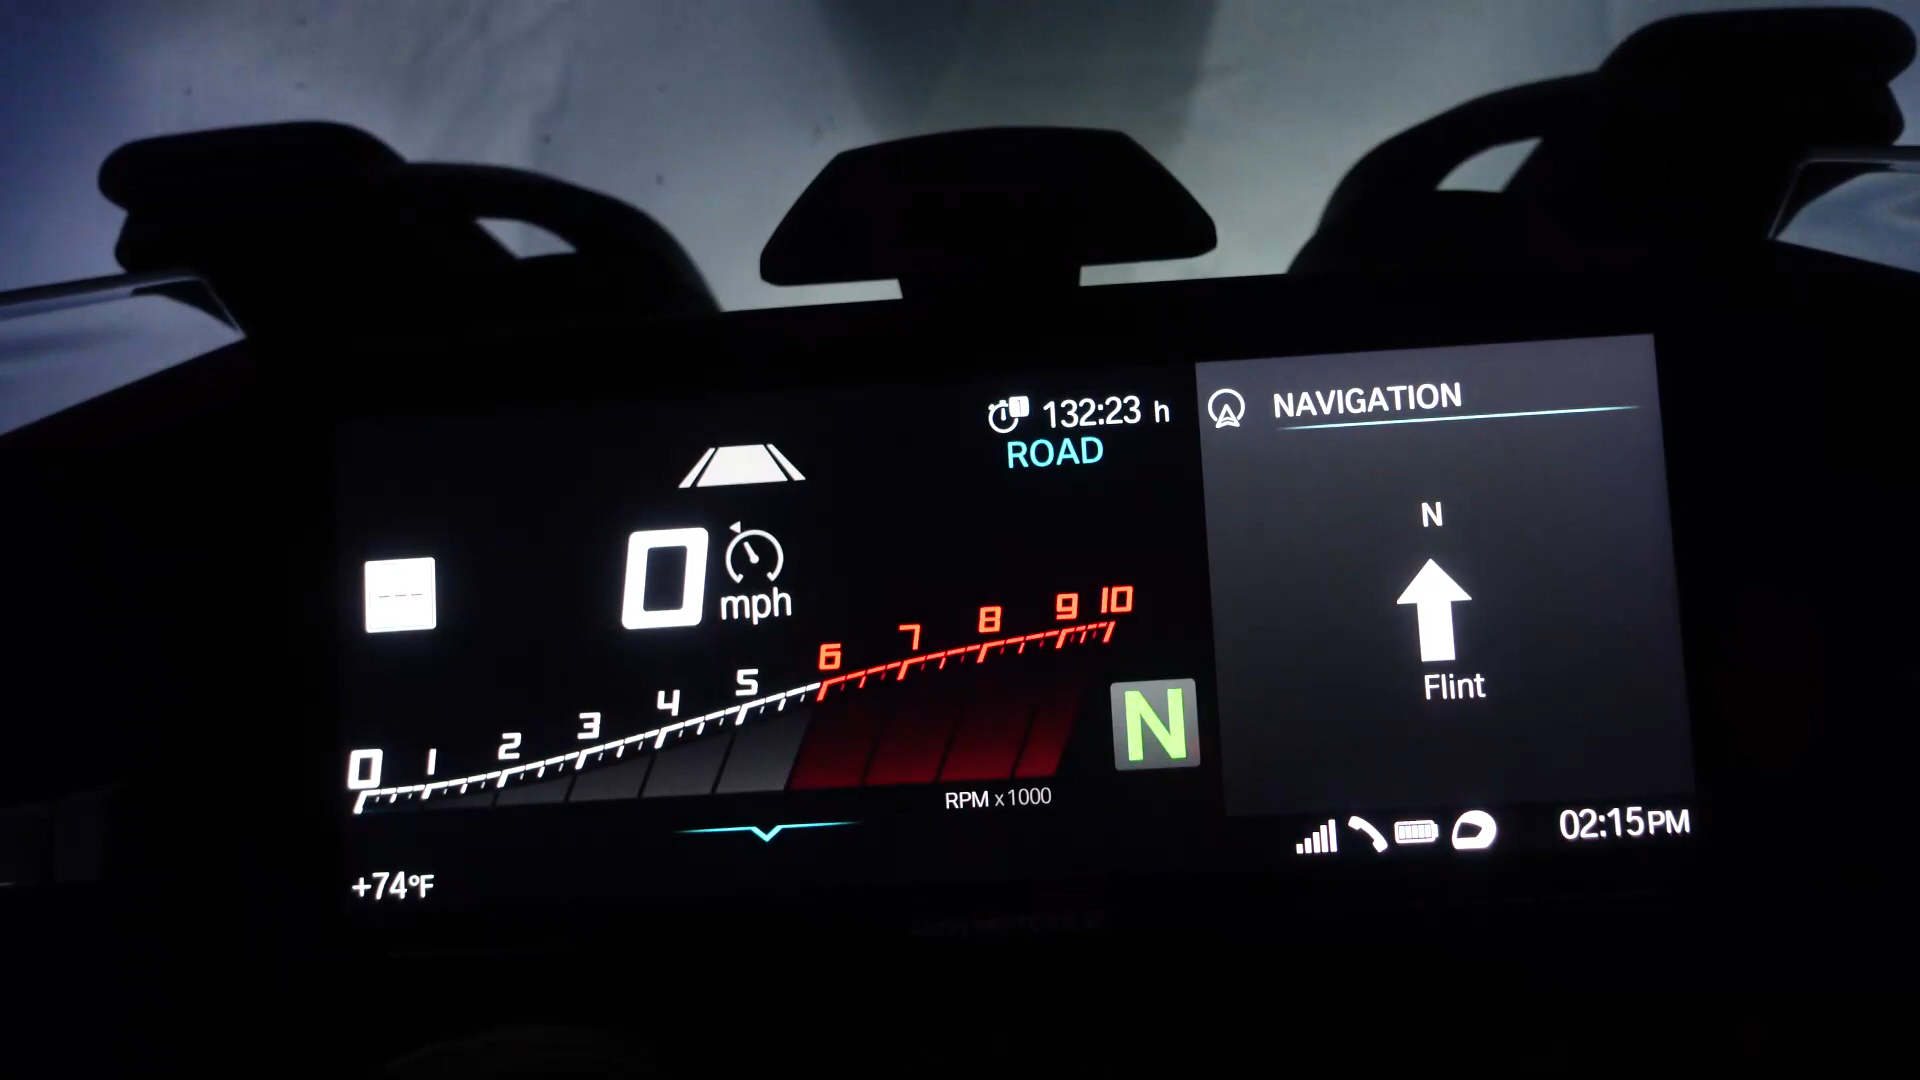 132:23 h
ROAD
NAVIGATION
N
Flint
---
0
mph
0 1 2 3 4 5 6 7 8 9 10
N
RPM x1000
+74°F
02:15PM